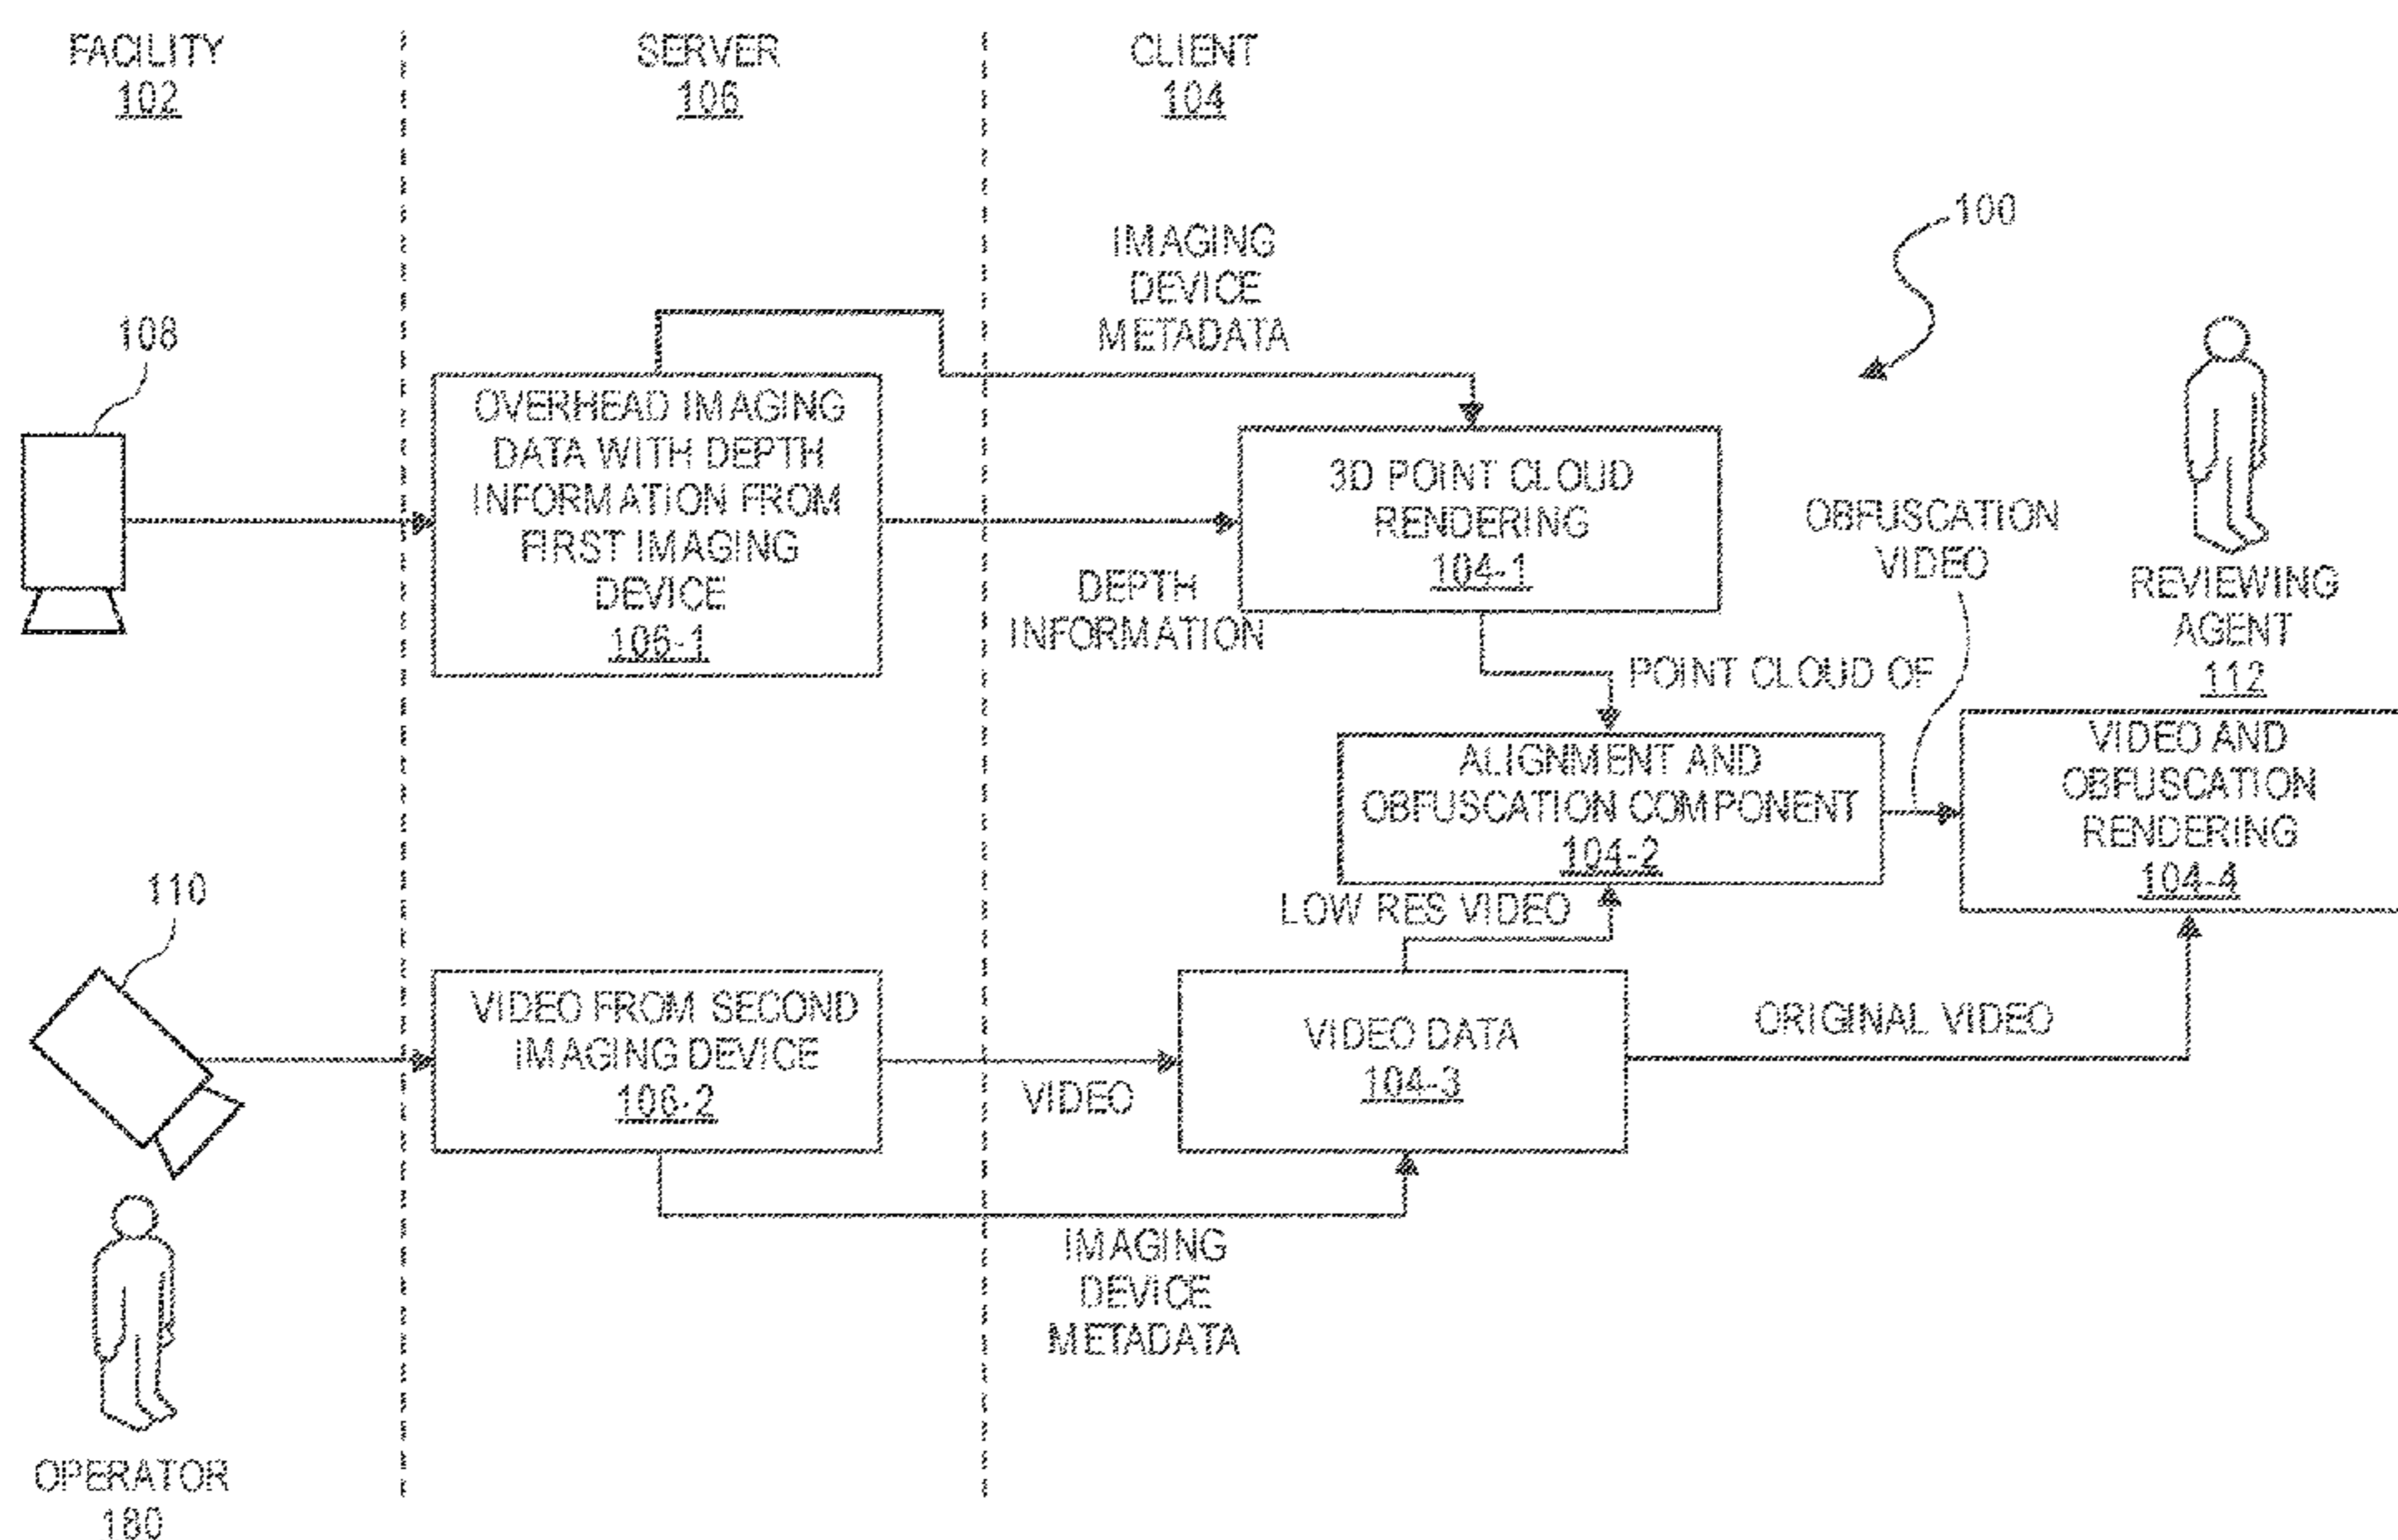 FACILITY
102
SERVER
106
CLIENT
104
100
IMAGING
DEVICE
METADATA
108
OVERHEAD IMAGING
DATA WITH DEPTH
INFORMATION FROM
FIRST IMAGING
DEVICE
106-1
3D POINT CLOUD
RENDERING
104-1
DEPTH
INFORMATION
OBFUSCATION
VIDEO
REVIEWING
AGENT
112
POINT CLOUD OF
ALIGNMENT AND
OBFUSCATION COMPONENT
104-2
VIDEO AND
OBFUSCATION
RENDERING
104-4
LOW RES VIDEO
110
VIDEO FROM SECOND
IMAGING DEVICE
106-2
VIDEO
VIDEO DATA
104-3
ORIGINAL VIDEO
IMAGING
DEVICE
METADATA
OPERATOR
180